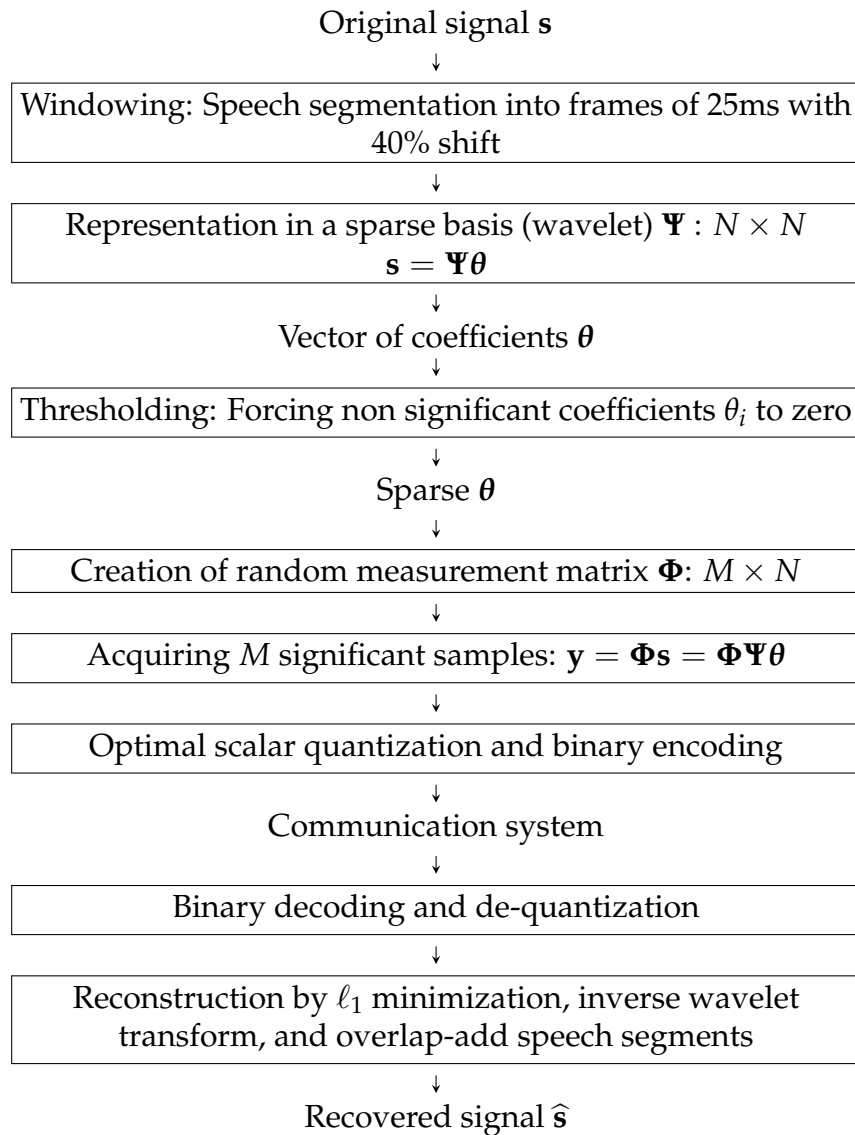 Original signal s
↓
Windowing: Speech segmentation into frames of 25ms with
40% shift
↓
Representation in a sparse basis (wavelet) Ψ : N × N
s = Ψθ
↓
Vector of coefficients θ
↓
Thresholding: Forcing non significant coefficients θᵢ to zero
↓
Sparse θ
↓
Creation of random measurement matrix Φ: M × N
↓
Acquiring M significant samples: y = Φs = ΦΨθ
↓
Optimal scalar quantization and binary encoding
↓
Communication system
↓
Binary decoding and de-quantization
↓
Reconstruction by ℓ₁ minimization, inverse wavelet
transform, and overlap-add speech segments
↓
Recovered signal ŝ